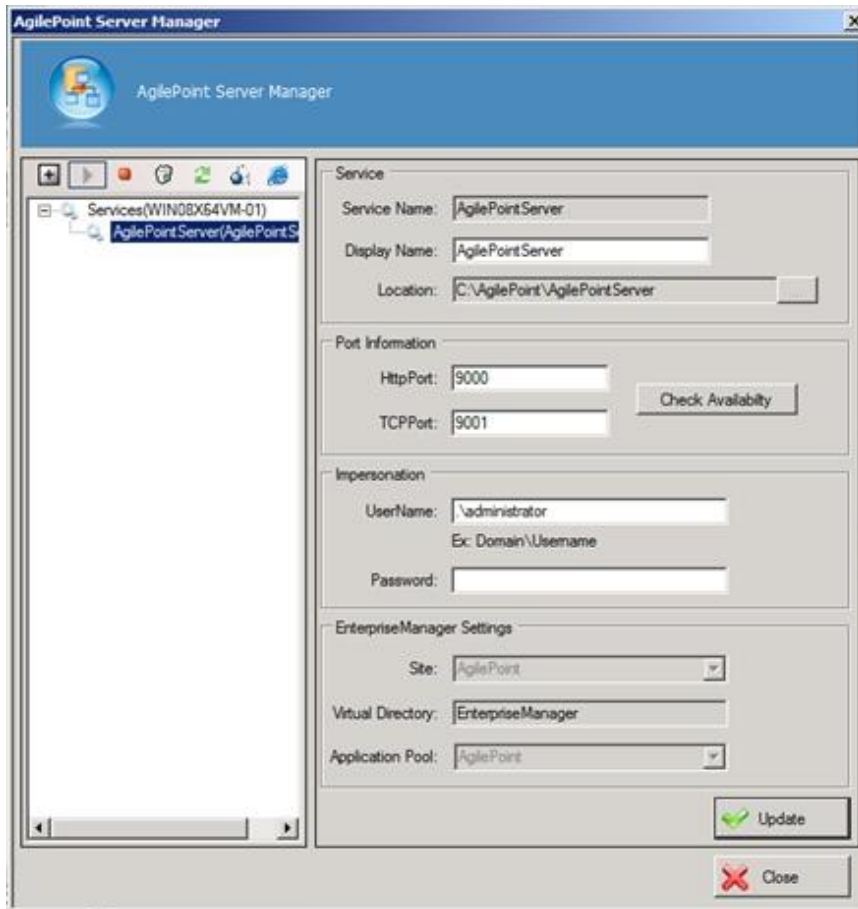 AgilePoint Server Manager
AgilePoint Server Manager
Services(WIN08X64VM-01)
AgilePointServer(AgilePointS
Service
Service Name: AgilePointServer
Display Name: AgilePointServer
Location: C:\AgilePoint\AgilePointServer
Port Information
HttpPort: 9000
Check Availabilty
TCPPort: 9001
Impersonation
UserName: .\administrator
Ex: Domain\Username
Password:
EnterpriseManager Settings
Site: AgilePoint
Virtual Directory: EnterpriseManager
Application Pool: AgilePoint
Update
Close